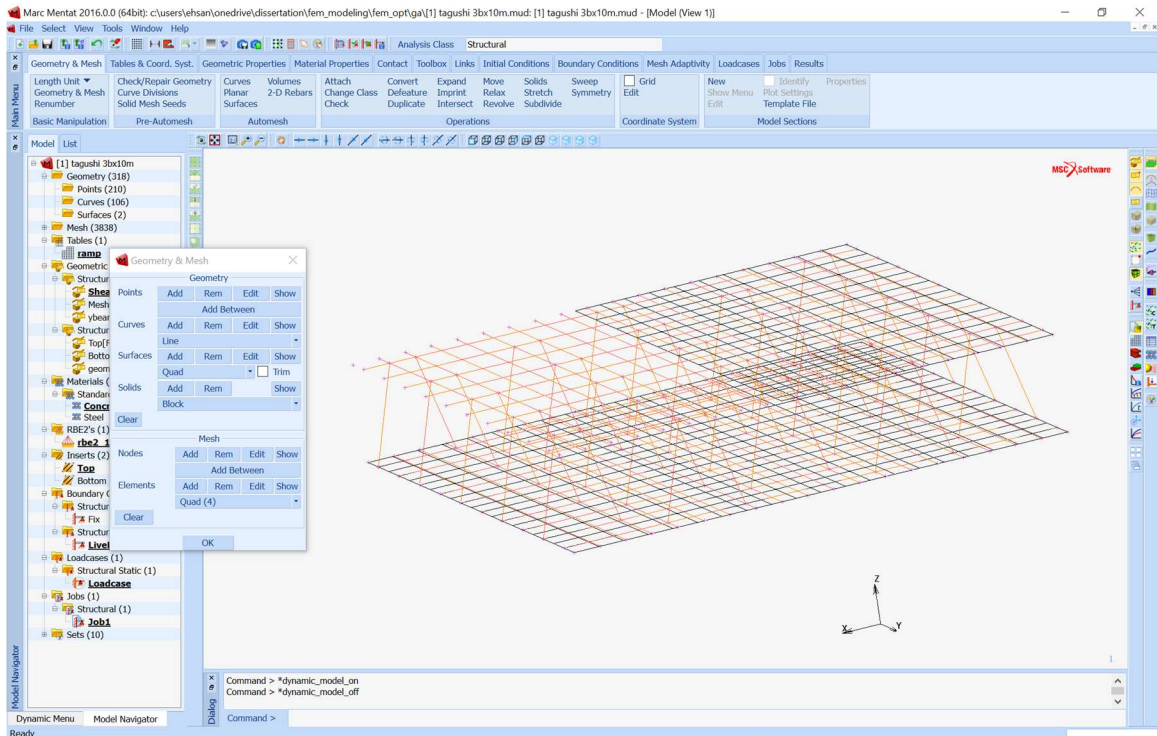 Marc Mentat 2016.0.0 (64bit): c:\users\ehsan\onedrive\dissertation\fem_modeling\fem_opt\ga\[1] tagushi 3bx10m.mud: [1] tagushi 3bx10m.mud - [Model (View 1)]
File Select View Tools Window Help
Analysis Class Structural
Geometry & Mesh Tables & Coord. Syst. Geometric Properties Material Properties Contact Toolbox Links Initial Conditions Boundary Conditions Mesh Adaptivity Loadcases Jobs Results
Length Unit Check/Repair Geometry Curves Volumes Attach Convert Expand Move Solids Sweep Grid New Identify Properties
Geometry & Mesh Curve Divisions Planar 2-D Rebars Change Class Defeature Imprint Relax Stretch Symmetry Edit Show Menu Plot Settings
Renumber Solid Mesh Seeds Surfaces Check Duplicate Intersect Revolve Subdivide Edit Template File
Basic Manipulation Pre-Automesh Automesh Operations Coordinate System Model Sections
Main Menu
Model List
[1] tagushi 3bx10m
Geometry (318)
Points (210)
Curves (106)
Surfaces (2)
Mesh (3838)
Tables (1)
ramp
Geometric
Structur
Shea
Mesh
ybear
Structur
Top[F
Botto
geom
Materials (
Standar
Concr
Steel
RBE2's (1)
rbe2_1
Inserts (2)
Top
Bottom
Boundary C
Structur
Fix
Structur
Livel
Loadcases (1)
Structural Static (1)
Loadcase
Jobs (1)
Structural (1)
Job1
Sets (10)
Geometry & Mesh
Geometry
Points Add Rem Edit Show
Add Between
Curves Add Rem Edit Show
Line
Surfaces Add Rem Edit Show
Quad Trim
Solids Add Rem Show
Block
Clear
Mesh
Nodes Add Rem Edit Show
Add Between
Elements Add Rem Edit Show
Quad (4)
Clear
OK
MSC Software
Z
X
Y
1
Model Navigator
Dynamic Menu Model Navigator
Dialog
Command > *dynamic_model_on
Command > *dynamic_model_off
Command >
Ready